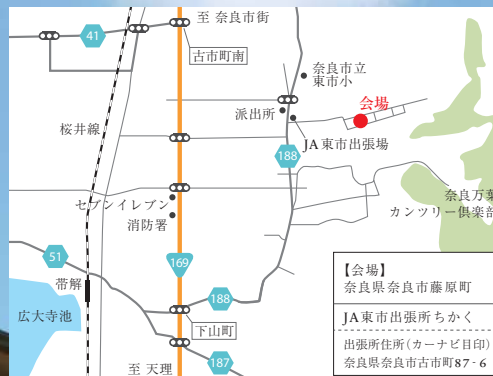 至 奈良市街
41
古市町南
奈良市立
東市小
会場
派出所
JA東市出張場
桜井線
188
奈良万葉
カンツリー倶楽部
セブンイレブン
消防署
51
169
帯解
188
広大寺池
下山町
至 天理
187
【会場】
奈良県奈良市藤原町
JA東市出張所ちかく
出張所住所(カーナビ目印)
奈良県奈良市古市町87-6